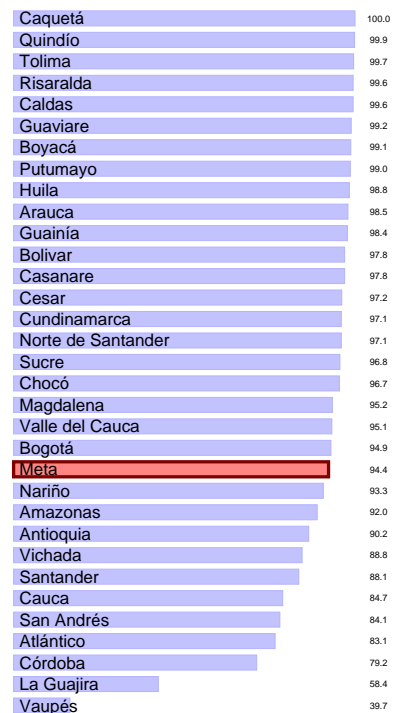 Caquetá 100.0
Quindío 99.9
Tolima 99.7
Risaralda 99.6
Caldas 99.6
Guaviare 99.2
Boyacá 99.1
Putumayo 99.0
Huila 98.8
Arauca 98.5
Guainía 98.4
Bolivar 97.8
Casanare 97.8
Cesar 97.2
Cundinamarca 97.1
Norte de Santander 97.1
Sucre 96.8
Chocó 96.7
Magdalena 95.2
Valle del Cauca 95.1
Bogotá 94.9
Meta 94.4
Nariño 93.3
Amazonas 92.0
Antioquia 90.2
Vichada 88.8
Santander 88.1
Cauca 84.7
San Andrés 84.1
Atlántico 83.1
Córdoba 79.2
La Guajira 58.4
Vaupés 39.7